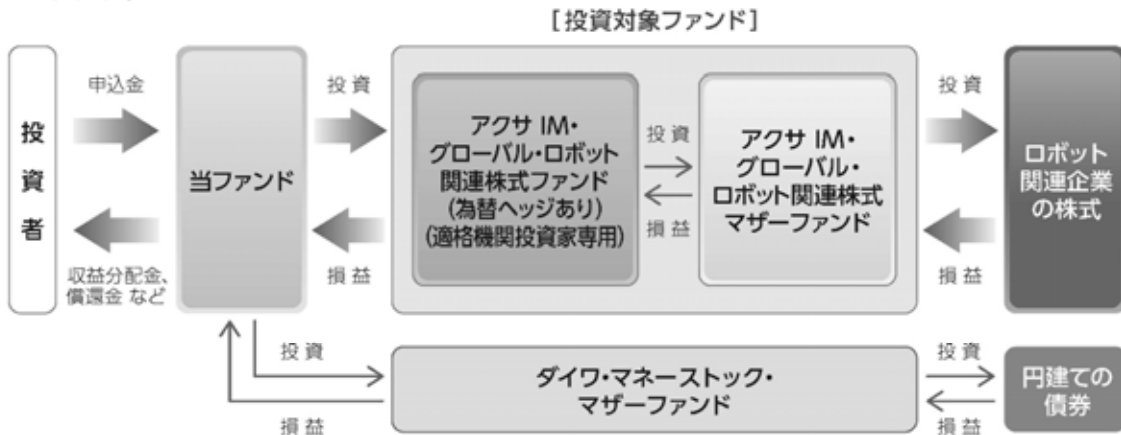 [投資対象ファンド]
投資者
申込金
収益分配金、
償還金 など
当ファンド
投資
損益
アクサ IM・
グローバル・ロボット
関連株式ファンド
(為替ヘッジあり)
(適格機関投資家専用)
投資
損益
アクサ IM・
グローバル・
ロボット関連株式
マザーファンド
投資
損益
ロボット
関連企業
の株式
投資
損益
ダイワ・マネーストック・
マザーファンド
投資
損益
円建ての
債券